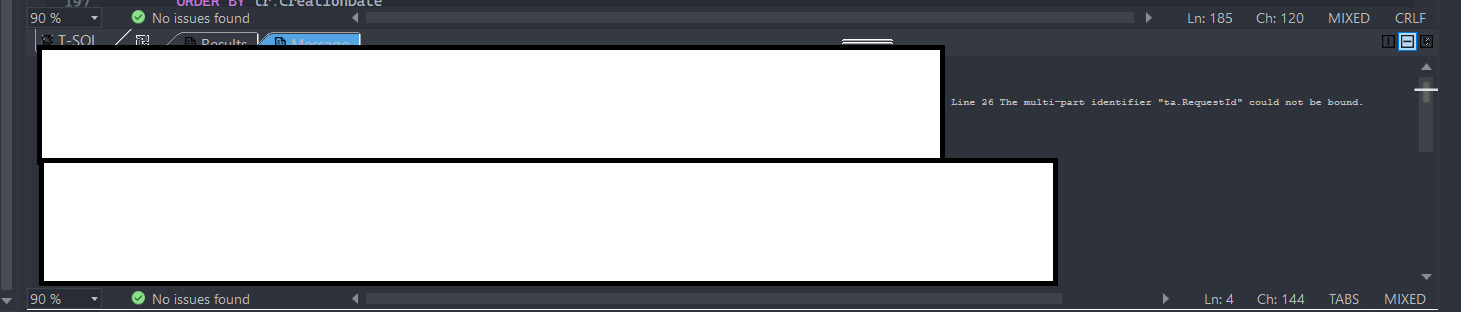 197 ORDER BY tr.CreationDate
90 % No issues found Ln: 185 Ch: 120 MIXED CRLF
T-SQL Results Message
Line 26 The multi-part identifier "ta.RequestId" could not be bound.
90 % No issues found Ln: 4 Ch: 144 TABS MIXED